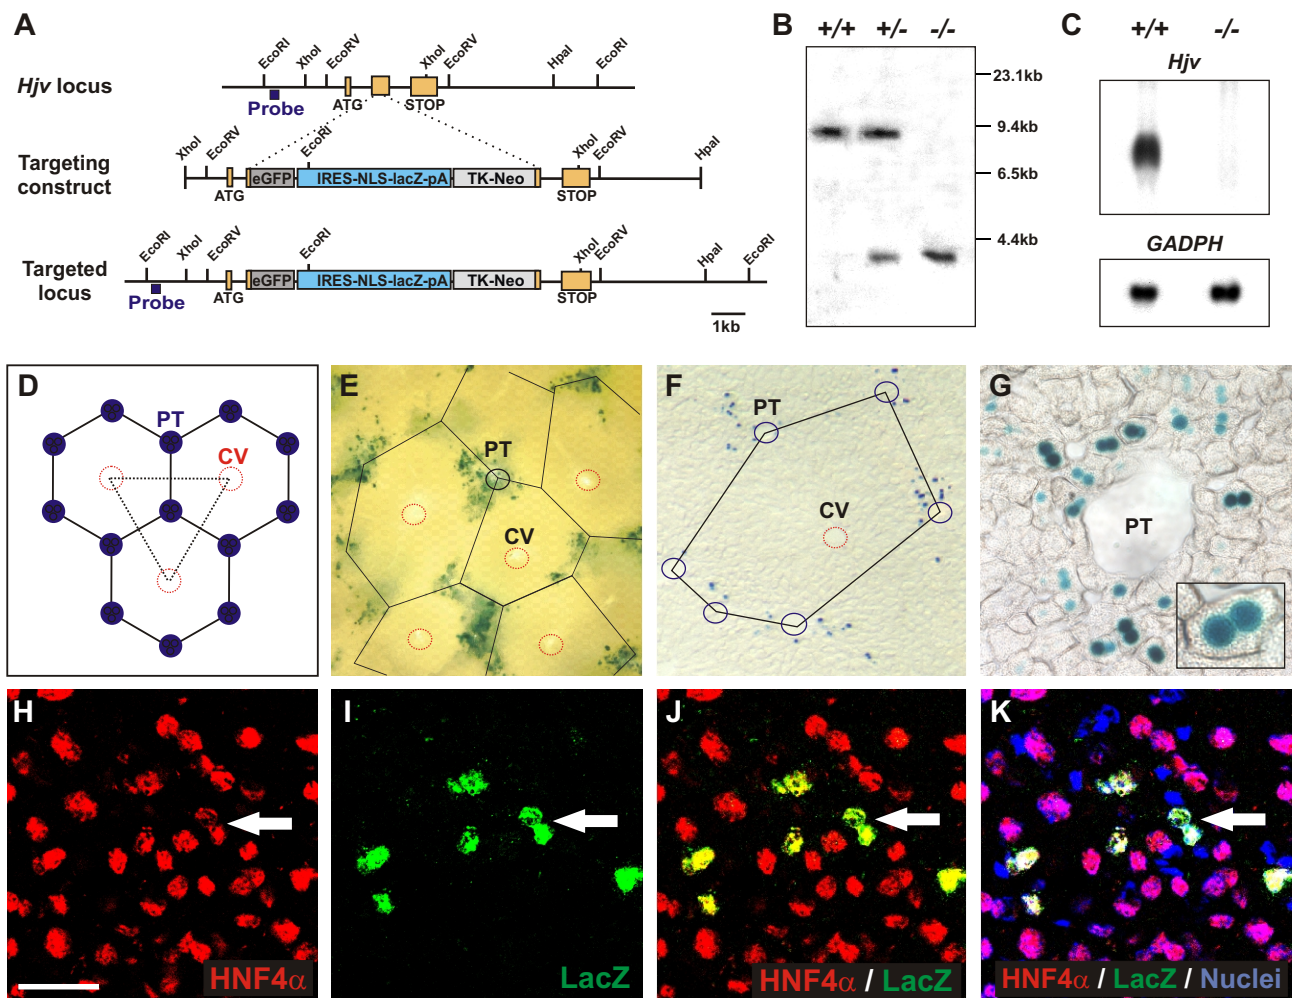 A
EcoRI
XhoI
EcoRV
XhoI
EcoRV
HpaI
EcoRI
Hjv locus
Probe
ATG
STOP
XhoI
EcoRV
EcoRI
XhoI
EcoRV
HpaI
Targeting
construct
eGFP
IRES-NLS-lacZ-pA
TK-Neo
ATG
STOP
EcoRI
XhoI
EcoRV
EcoRI
XhoI
EcoRV
HpaI
EcoRI
Targeted
locus
eGFP
IRES-NLS-lacZ-pA
TK-Neo
Probe
ATG
STOP
1kb
B
+/+ +/- -/-
23.1kb
9.4kb
6.5kb
4.4kb
C
+/+ -/-
Hjv
GADPH
D
PT
CV
E
PT
CV
F
PT
CV
G
PT
H
HNF4α
I
LacZ
J
HNF4α / LacZ
K
HNF4α / LacZ / Nuclei